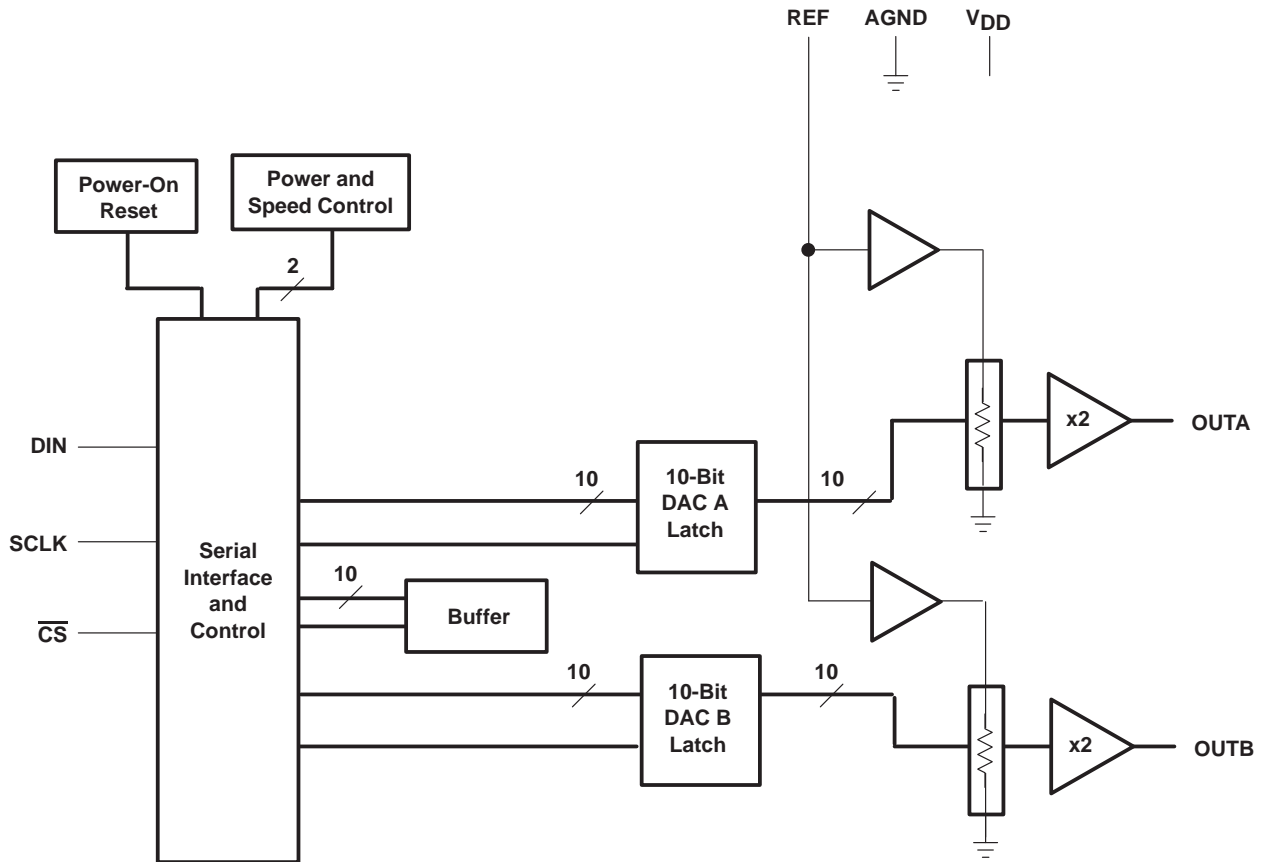 REF AGND VDD
Power-On
Reset
Power and
Speed Control
2
x2
OUTA
DIN
10
10-Bit
DAC A
Latch
10
SCLK
Serial
Interface
and
Control
10
Buffer
CS
10
10-Bit
DAC B
Latch
10
x2
OUTB